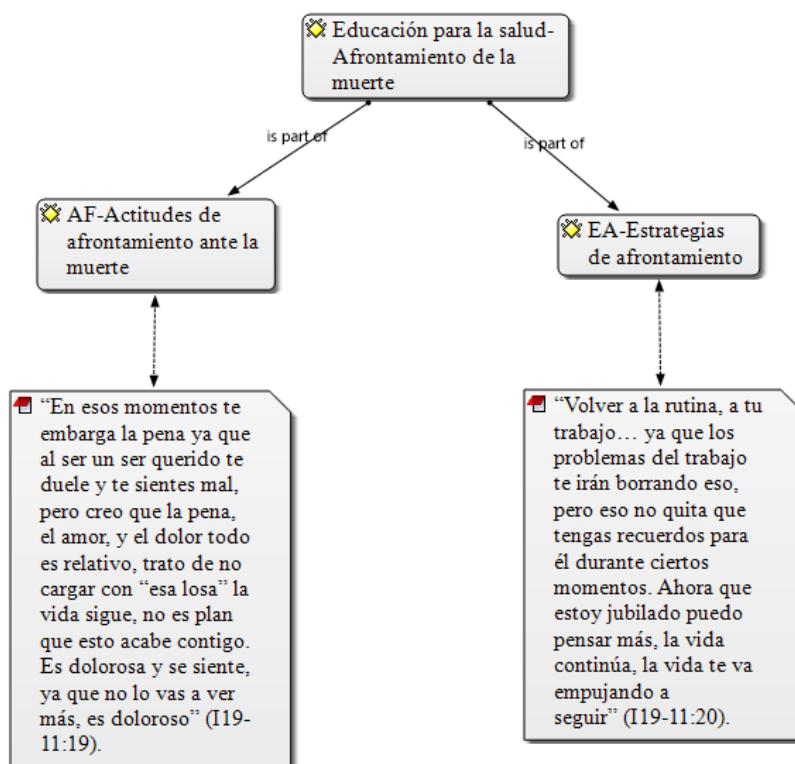 Educación para la salud-
Afrontamiento de la
muerte
is part of
is part of
AF-Actitudes de
afrontamiento ante la
muerte
EA-Estrategias
de afrontamiento
“En esos momentos te
embarga la pena ya que
al ser un ser querido te
duele y te sientes mal,
pero creo que la pena,
el amor, y el dolor todo
es relativo, trato de no
cargar con “esa losa” la
vida sigue, no es plan
que esto acabe contigo.
Es dolorosa y se siente,
ya que no lo vas a ver
más, es doloroso” (I19-
11:19).
“Volver a la rutina, a tu
trabajo… ya que los
problemas del trabajo
te irán borrando eso,
pero eso no quita que
tengas recuerdos para
él durante ciertos
momentos. Ahora que
estoy jubilado puedo
pensar más, la vida
continúa, la vida te va
empujando a
seguir” (I19-11:20).